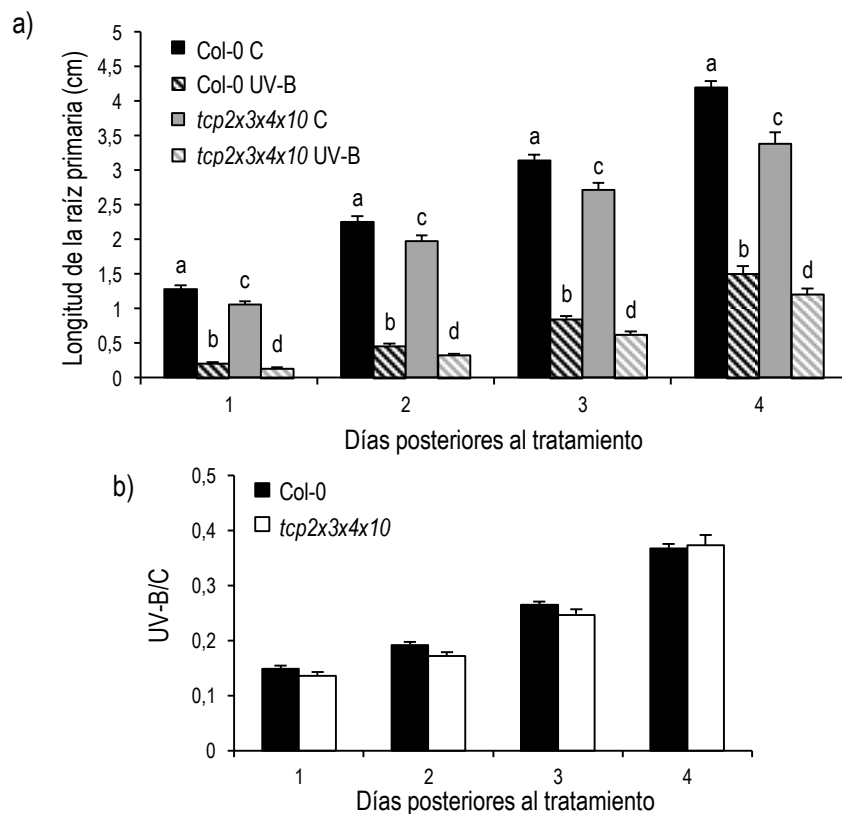 a)
Longitud de la raíz primaria (cm)
5
4,5
4
3,5
3
2,5
2
1,5
1
0,5
0
Col-0 C
Col-0 UV-B
tcp2x3x4x10 C
tcp2x3x4x10 UV-B
a
b
c
d
a
b
c
d
a
b
c
d
a
b
c
d
1
2
3
4
Días posteriores al tratamiento
b)
UV-B/C
0,5
0,4
0,3
0,2
0,1
0
Col-0
tcp2x3x4x10
1
2
3
4
Días posteriores al tratamiento